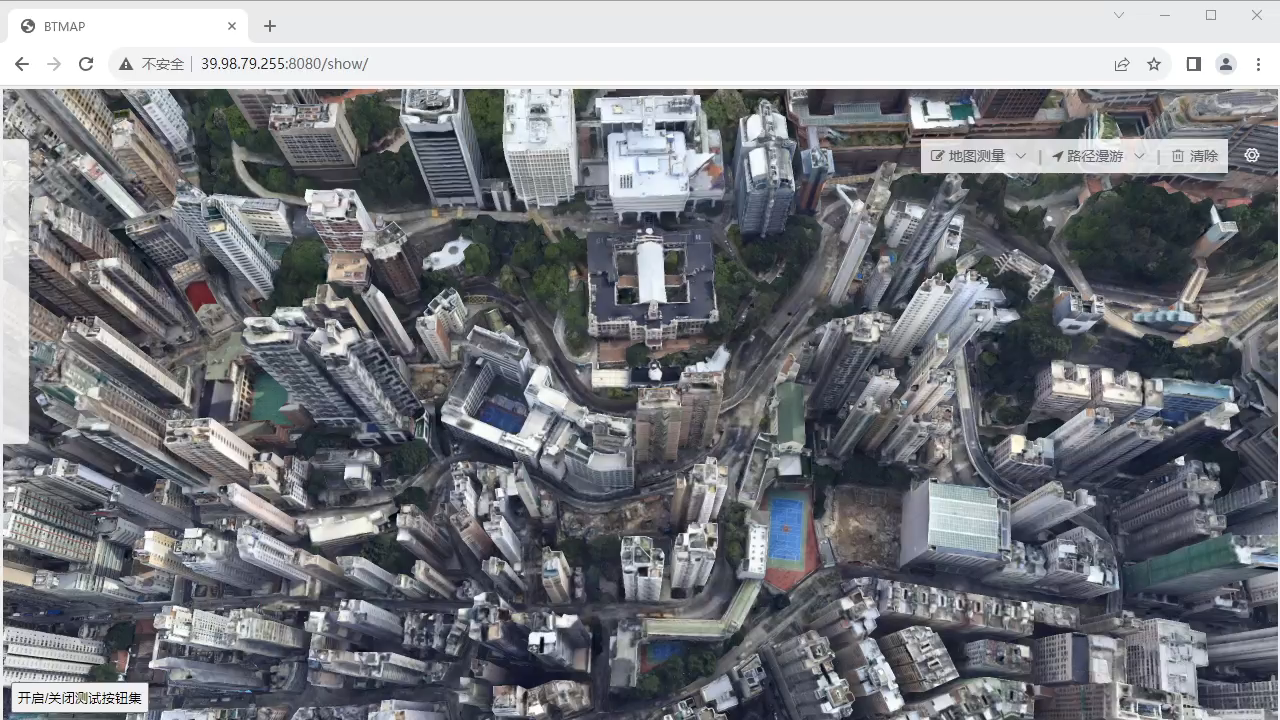 BTMAP
不安全
39.98.79.255:8080/show/
地图测量 | 路径漫游 | 清除
开启/关闭测试按钮集